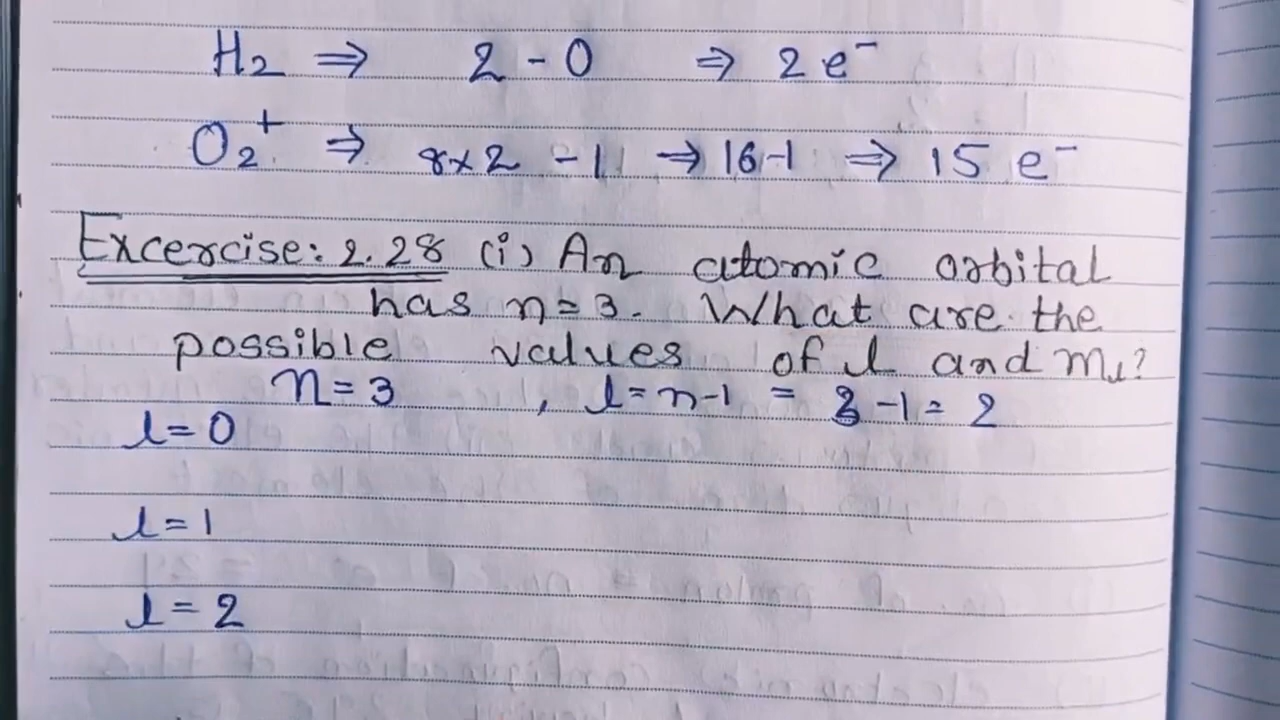 H₂ ⇒ 2 - 0 ⇒ 2 e⁻
O₂⁺ ⇒ 8×2 - 1 → 16-1 ⇒ 15 e⁻
Excercise: 2.28 (i) An atomic orbital
has n=3. What are the
possible values of l and mₗ?
n=3 , l=n-1 = 3-1= 2
l=0
l=1
l=2